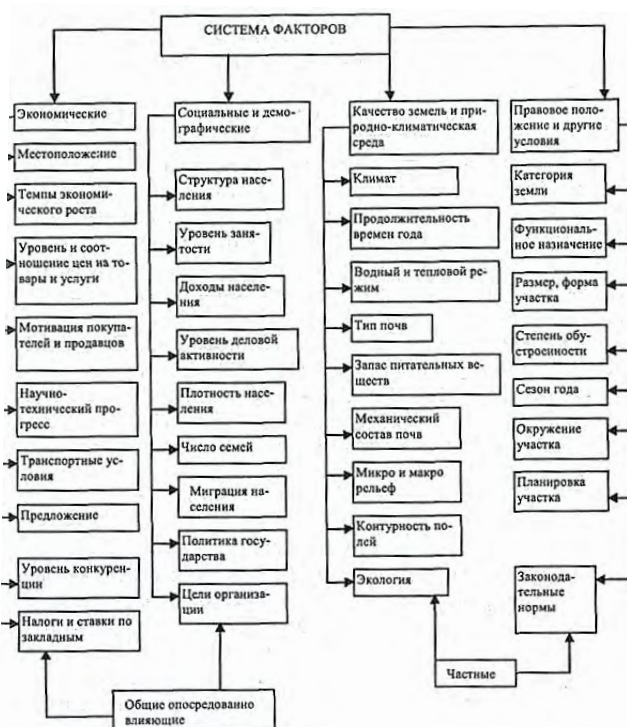 СИСТЕМА ФАКТОРОВ
Экономические
Местоположение
Темпы экономи-
ческого роста
Уровень и соот-
ношение цен на то-
вары и услуги
Мотивация покупа-
телей и продавцов
Научно-
технический про-
гресс
Транспортные ус-
ловия
Предложение
Уровень конкурен-
ции
Налоги и ставки по
закладным
Социальные и демо-
графические
Структура насе-
ления
Уровень заня-
тости
Доходы населе-
ния
Уровень деловой
активности
Плотность насе-
ления
Число семей
Миграция на-
селения
Политика госу-
дарства
Цели организа-
ции
Качество земель и при-
родно-климатическая
среда
Климат
Продолжительность
времен года
Водный и тепловой ре-
жим
Тип почв
Запас питательных ве-
ществ
Механический
состав почв
Микро и макро
рельеф
Контурность по-
лей
Экология
Правовое поло-
жение и другие
условия
Категория
земли
Функциональ-
ное назначение
Размер, форма
участка
Степень обу-
строенности
Сезон года
Окружение
участка
Планировка
участка
Законода-
тельные
нормы
Общие опосредованно
влияющие
Частные